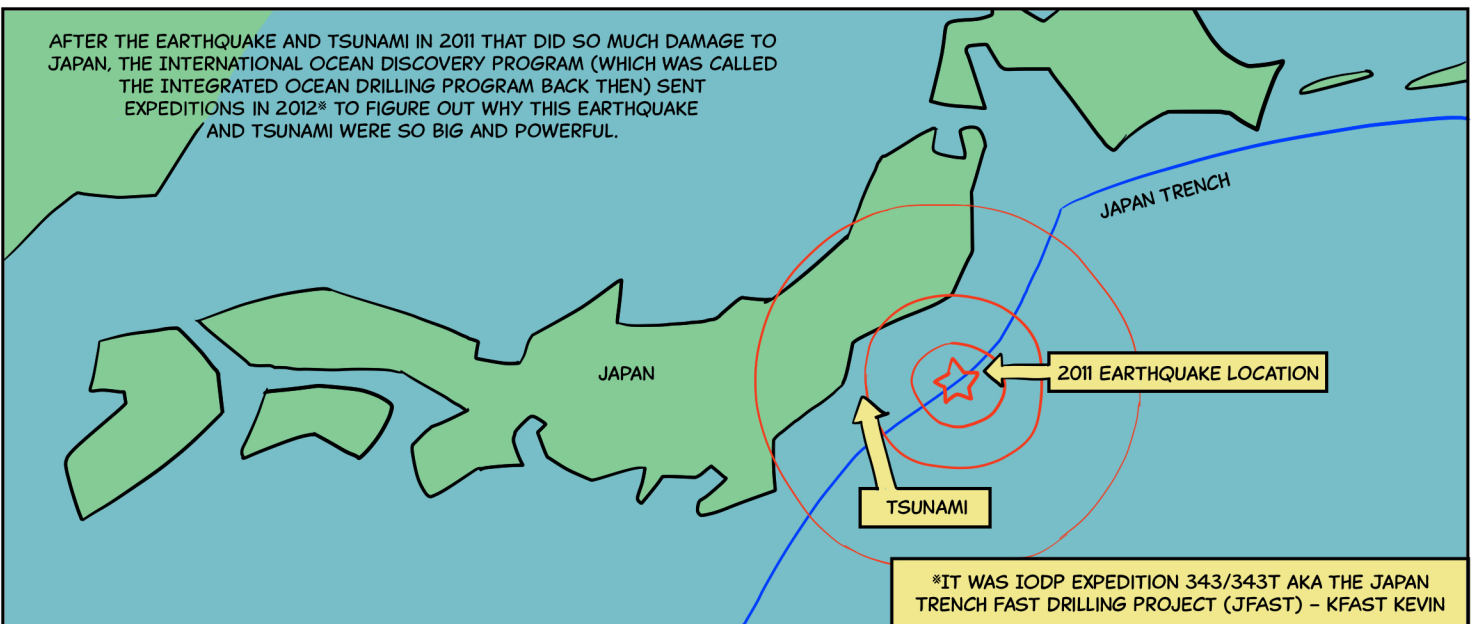 AFTER THE EARTHQUAKE AND TSUNAMI IN 2011 THAT DID SO MUCH DAMAGE TO
JAPAN, THE INTERNATIONAL OCEAN DISCOVERY PROGRAM (WHICH WAS CALLED
THE INTEGRATED OCEAN DRILLING PROGRAM BACK THEN) SENT
EXPEDITIONS IN 2012※ TO FIGURE OUT WHY THIS EARTHQUAKE
AND TSUNAMI WERE SO BIG AND POWERFUL.
JAPAN TRENCH
JAPAN
2011 EARTHQUAKE LOCATION
TSUNAMI
※IT WAS IODP EXPEDITION 343/343T AKA THE JAPAN
TRENCH FAST DRILLING PROJECT (JFAST) – KFAST KEVIN